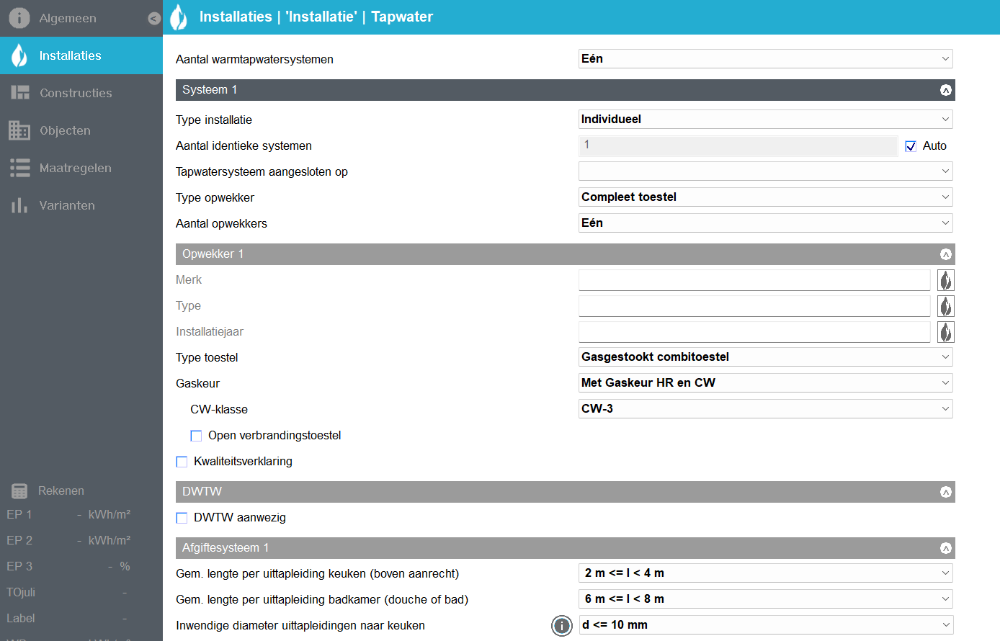 Algemeen
<
Installaties | 'Installatie' | Tapwater
Installaties
Constructies
Objecten
Maatregelen
Varianten
Rekenen
EP 1 - kWh/m²
EP 2 - kWh/m²
EP 3 - %
TOjuli -
Label -
Aantal warmtapwatersystemen Eén
Systeem 1
Type installatie Individueel
Aantal identieke systemen 1 Auto
Tapwatersysteem aangesloten op
Type opwekker Compleet toestel
Aantal opwekkers Eén
Opwekker 1
Merk
Type
Installatiejaar
Type toestel Gasgestookt combitoestel
Gaskeur Met Gaskeur HR en CW
CW-klasse CW-3
Open verbrandingstoestel
Kwaliteitsverklaring
DWTW
DWTW aanwezig
Afgiftesysteem 1
Gem. lengte per uittapleiding keuken (boven aanrecht) 2 m <= l < 4 m
Gem. lengte per uittapleiding badkamer (douche of bad) 6 m <= l < 8 m
Inwendige diameter uittapleidingen naar keuken i d <= 10 mm